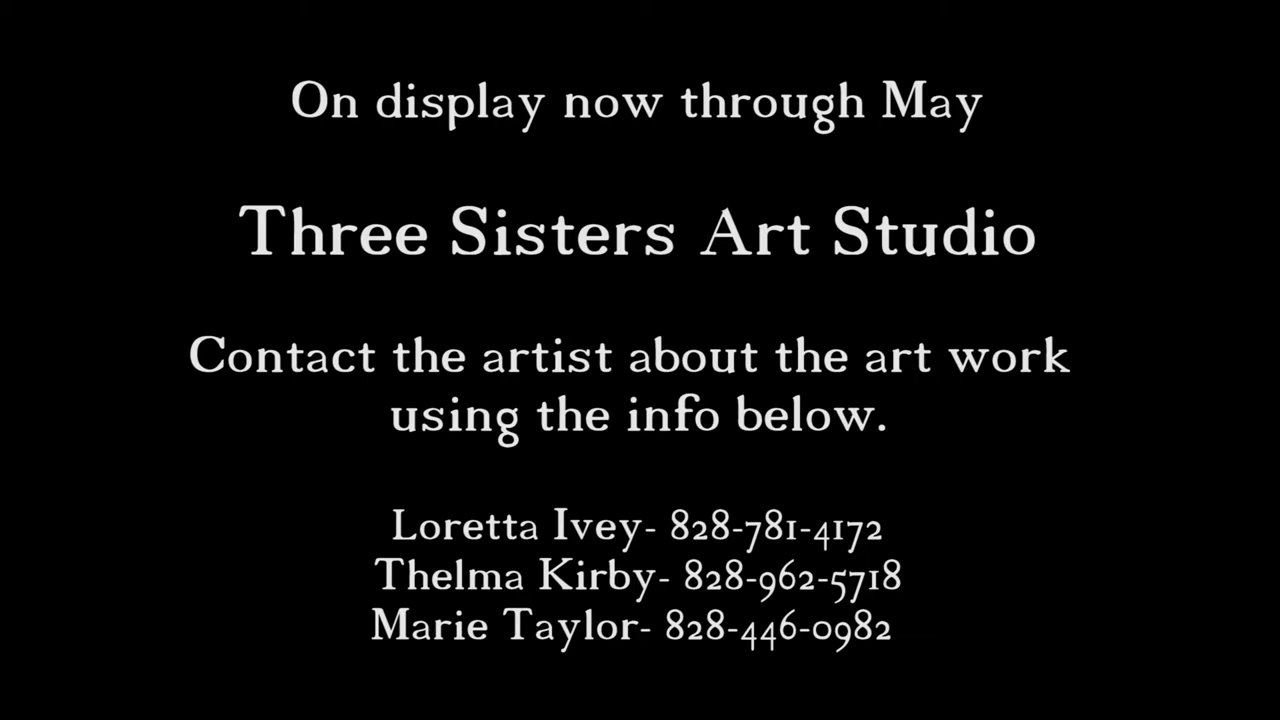 On display now through May
Three Sisters Art Studio
Contact the artist about the art work
using the info below.
Loretta Ivey- 828-781-4172
Thelma Kirby- 828-962-5718
Marie Taylor- 828-446-0982